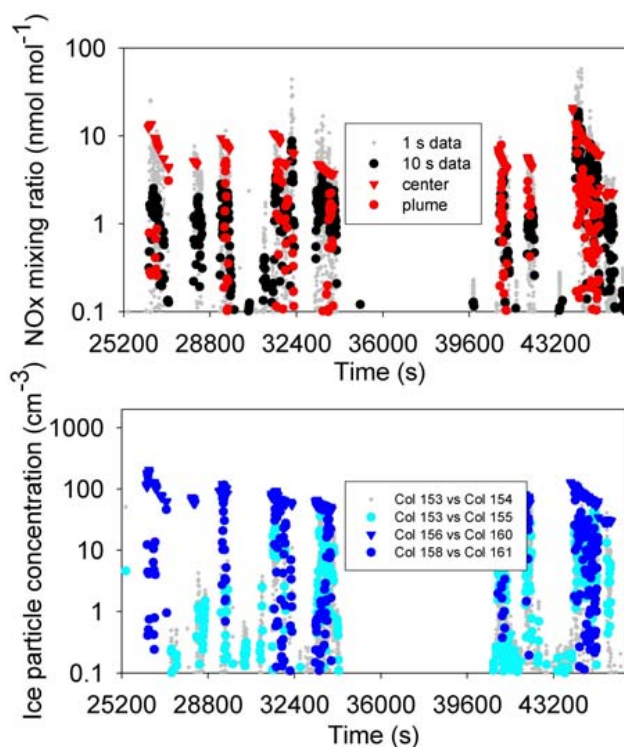 NOx mixing ratio (nmol mol⁻¹)
100
10
1
0.1
1 s data
10 s data
center
plume
25200 28800 32400 36000 39600 43200
Time (s)
Ice particle concentration (cm⁻³)
1000
100
10
1
0.1
Col 153 vs Col 154
Col 153 vs Col 155
Col 156 vs Col 160
Col 158 vs Col 161
25200 28800 32400 36000 39600 43200
Time (s)